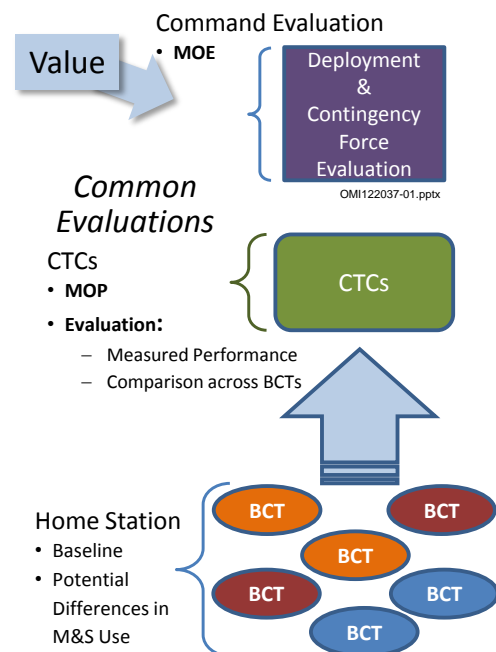 Command Evaluation
• MOE
Value
Deployment
&
Contingency
Force
Evaluation
OMI122037-01.pptx
Common
Evaluations
CTCs
• MOP
• Evaluation:
– Measured Performance
– Comparison across BCTs
CTCs
Home Station
• Baseline
• Potential
Differences in
M&S Use
BCT
BCT
BCT
BCT
BCT
BCT